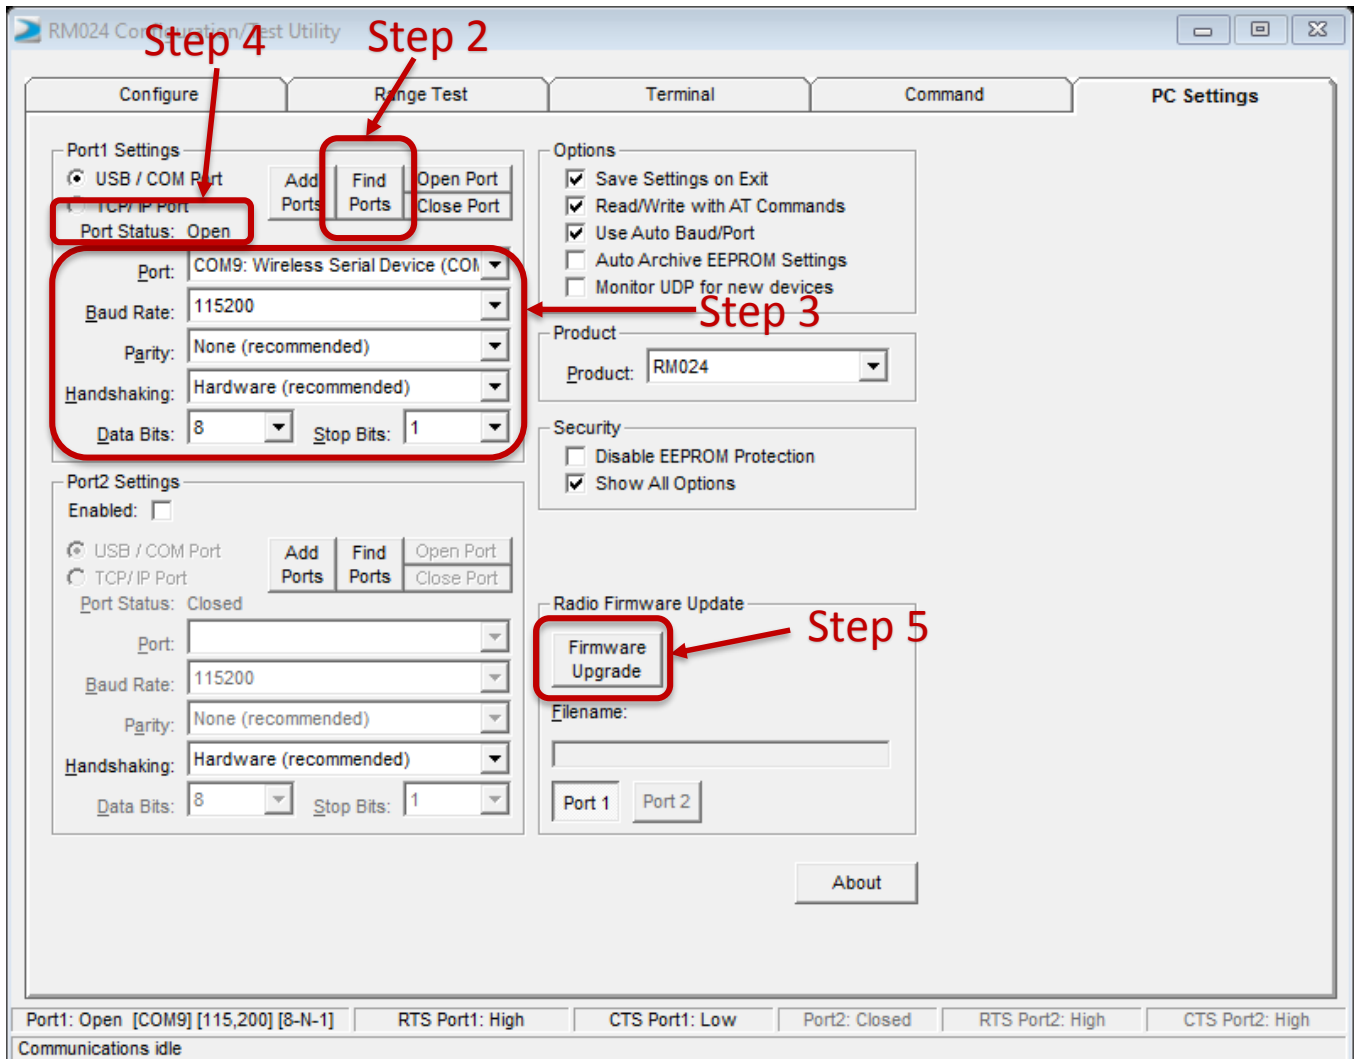 RM024 Configuration/Test Utility
Step 4
Step 2
Configure
Range Test
Terminal
Command
PC Settings
Port1 Settings
USB / COM Port
TCP/ IP Port
Port Status: Open
Add Ports
Find Ports
Open Port
Close Port
Port: COM9: Wireless Serial Device (COM
Baud Rate: 115200
Parity: None (recommended)
Handshaking: Hardware (recommended)
Data Bits: 8
Stop Bits: 1
Step 3
Options
Save Settings on Exit
Read/Write with AT Commands
Use Auto Baud/Port
Auto Archive EEPROM Settings
Monitor UDP for new devices
Product
Product: RM024
Security
Disable EEPROM Protection
Show All Options
Port2 Settings
Enabled:
USB / COM Port
TCP/ IP Port
Port Status: Closed
Add Ports
Find Ports
Open Port
Close Port
Port:
Baud Rate: 115200
Parity: None (recommended)
Handshaking: Hardware (recommended)
Data Bits: 8
Stop Bits: 1
Radio Firmware Update
Firmware Upgrade
Step 5
Filename:
Port 1
Port 2
About
Port1: Open [COM9] [115,200] [8-N-1]
RTS Port1: High
CTS Port1: Low
Port2: Closed
RTS Port2: High
CTS Port2: High
Communications idle